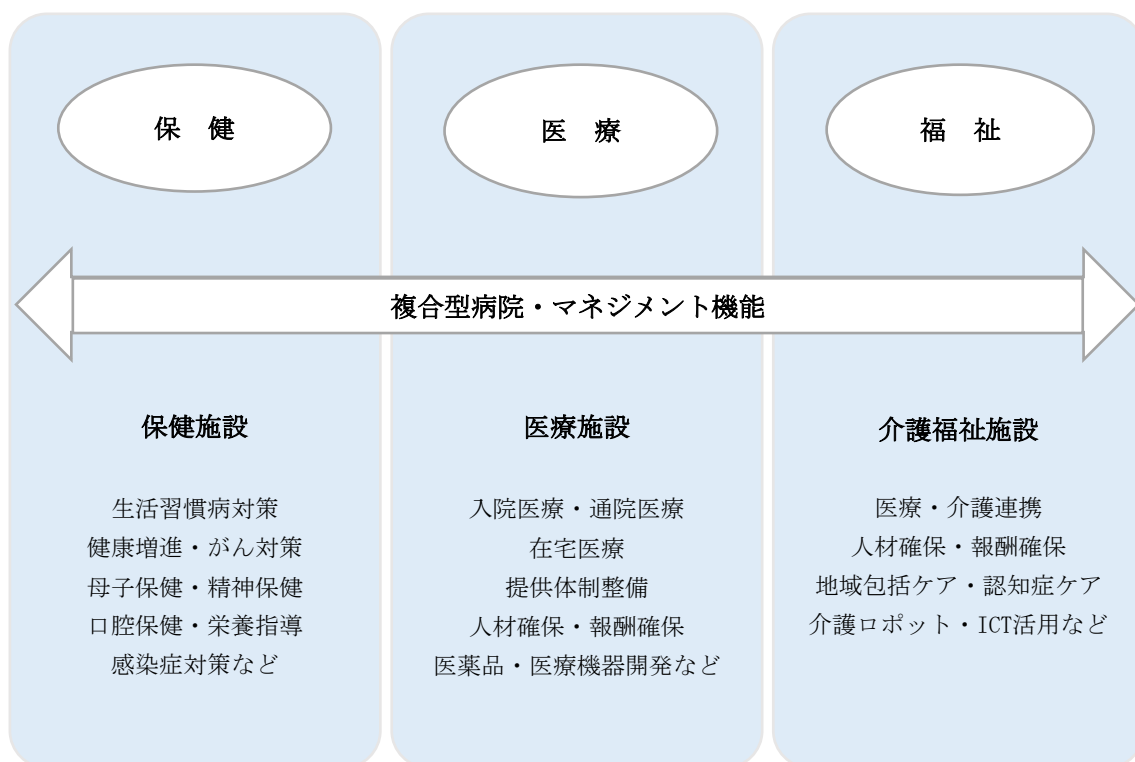 保　健
医　療
福　祉
複合型病院・マネジメント機能
保健施設
生活習慣病対策
健康増進・がん対策
母子保健・精神保健
口腔保健・栄養指導
感染症対策など
医療施設
入院医療・通院医療
在宅医療
提供体制整備
人材確保・報酬確保
医薬品・医療機器開発など
介護福祉施設
医療・介護連携
人材確保・報酬確保
地域包括ケア・認知症ケア
介護ロボット・ICT活用など